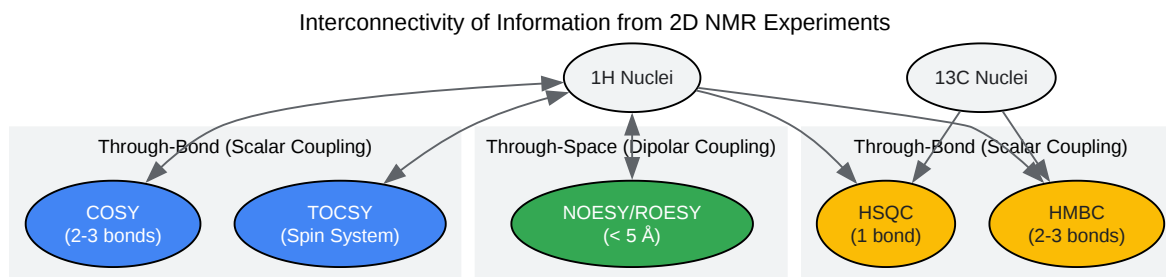 Interconnectivity of Information from 2D NMR Experiments
1H Nuclei
13C Nuclei
Through-Bond (Scalar Coupling)
Through-Space (Dipolar Coupling)
Through-Bond (Scalar Coupling)
COSY
(2-3 bonds)
TOCSY
(Spin System)
NOESY/ROESY
(< 5 Å)
HSQC
(1 bond)
HMBC
(2-3 bonds)